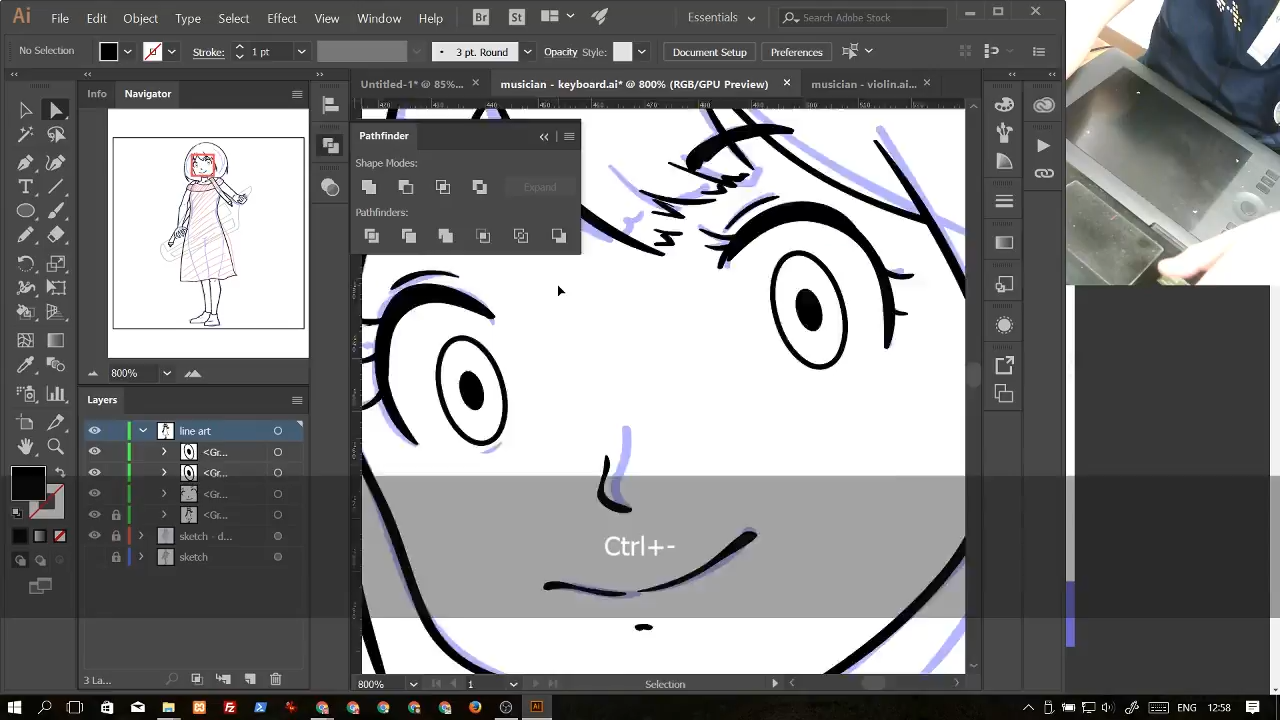 Ai File Edit Object Type Select Effect View Window Help Br St Essentials Search Adobe Stock
No Selection Stroke: 1 pt 3 pt. Round Opacity Style: Document Setup Preferences
Info Navigator
Untitled-1* @ 85%... musician - keyboard.ai* @ 800% (RGB/GPU Preview) musician - violin.ai...
Pathfinder
Shape Modes:
Expand
Pathfinders:
800%
Layers
line art
<Gr...
<Gr...
<Gr...
<Gr...
sketch - d...
sketch
Ctrl+-
3 La...
800% 1 Selection
ENG 12:58